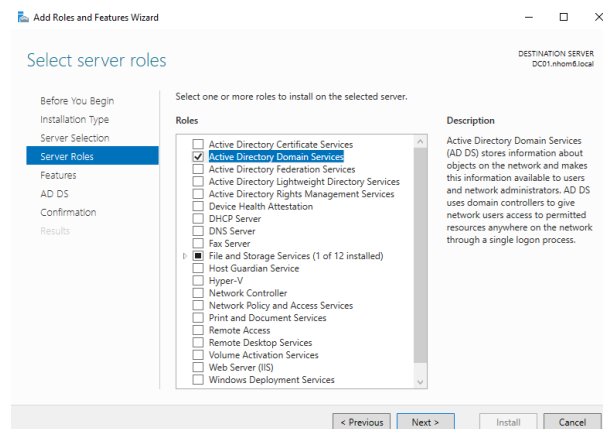 Add Roles and Features Wizard
Select server roles
DESTINATION SERVER
DC01.nhom6.local
Before You Begin
Installation Type
Server Selection
Server Roles
Features
AD DS
Confirmation
Results
Select one or more roles to install on the selected server.
Roles
Active Directory Certificate Services
Active Directory Domain Services
Active Directory Federation Services
Active Directory Lightweight Directory Services
Active Directory Rights Management Services
Device Health Attestation
DHCP Server
DNS Server
Fax Server
File and Storage Services (1 of 12 installed)
Host Guardian Service
Hyper-V
Network Controller
Network Policy and Access Services
Print and Document Services
Remote Access
Remote Desktop Services
Volume Activation Services
Web Server (IIS)
Windows Deployment Services
Description
Active Directory Domain Services
(AD DS) stores information about
objects on the network and makes
this information available to users
and network administrators. AD DS
uses domain controllers to give
network users access to permitted
resources anywhere on the network
through a single logon process.
< Previous
Next >
Install
Cancel